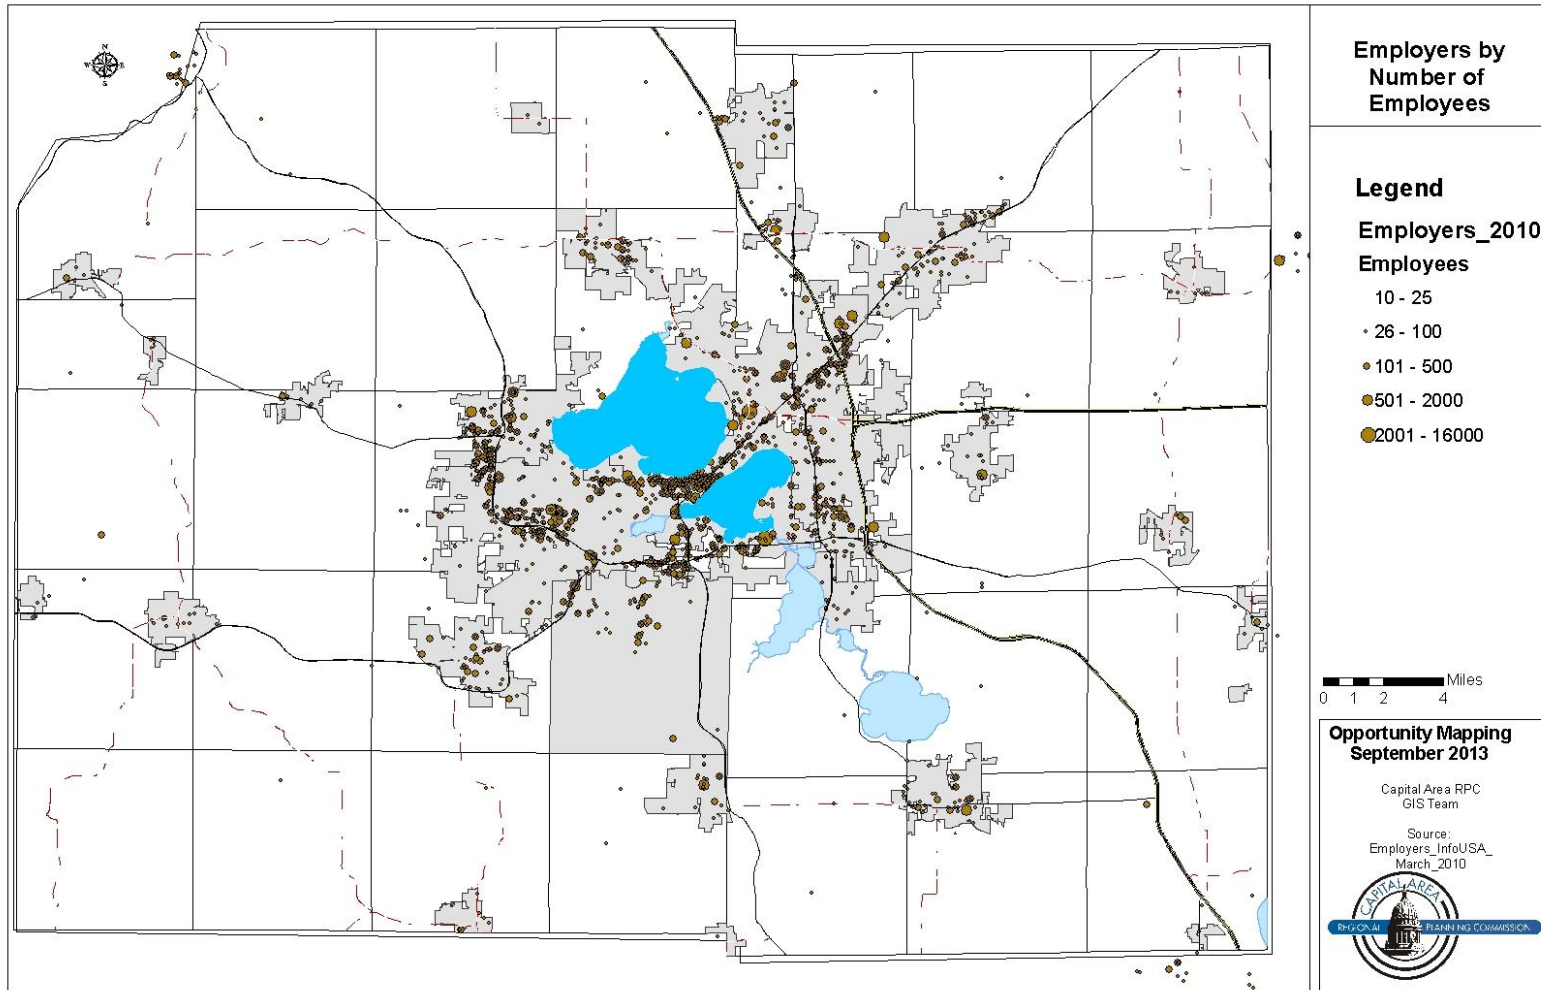 N
W E
S
Employers by
Number of
Employees
Legend
Employers_2010
Employees
10 - 25
26 - 100
101 - 500
501 - 2000
2001 - 16000
Miles
0 1 2 4
Opportunity Mapping
September 2013
Capital Area RPC
GIS Team
Source:
Employers_InfoUSA_
March_2010
CAPITAL AREA
REGIONAL PLANNING COMMISSION